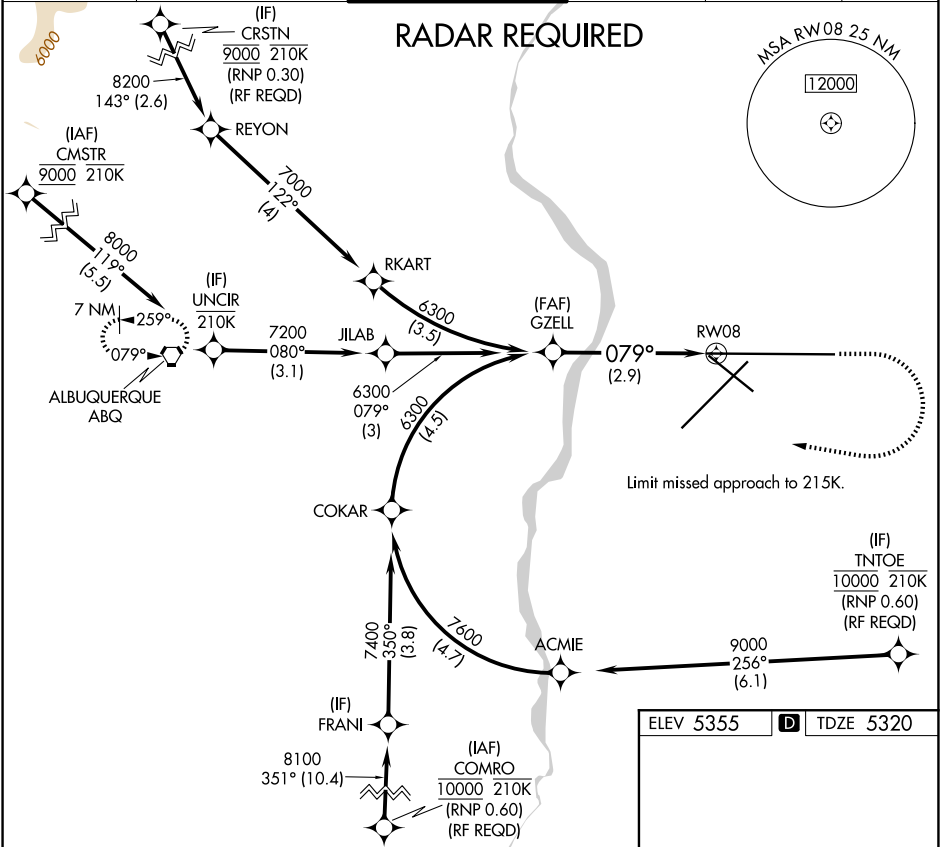 RADAR REQUIRED
6000
(IF)
CRSTN
9000 210K
(RNP 0.30)
(RF REQD)
8200
143° (2.6)
REYON
MSA RW08 25 NM
12000
(IAF)
CMSTR
9000 210K
7000
122°
(4)
8000
119°
(5.5)
RKART
(IF)
UNCIR
210K
7 NM
259°
079°
ALBUQUERQUE
ABQ
7200
080°
(3.1)
JILAB
6300
(3.5)
(FAF)
GZELL
6300
079°
(3)
079°
(2.9)
RW08
6300
(4.5)
Limit missed approach to 215K.
COKAR
(IF)
TNTOE
10000 210K
(RNP 0.60)
(RF REQD)
7600
(4.7)
ACMIE
9000
256°
(6.1)
7400
350°
(3.8)
(IF)
FRANI
8100
351° (10.4)
(IAF)
COMRO
10000 210K
(RNP 0.60)
(RF REQD)
ELEV 5355 D TDZE 5320